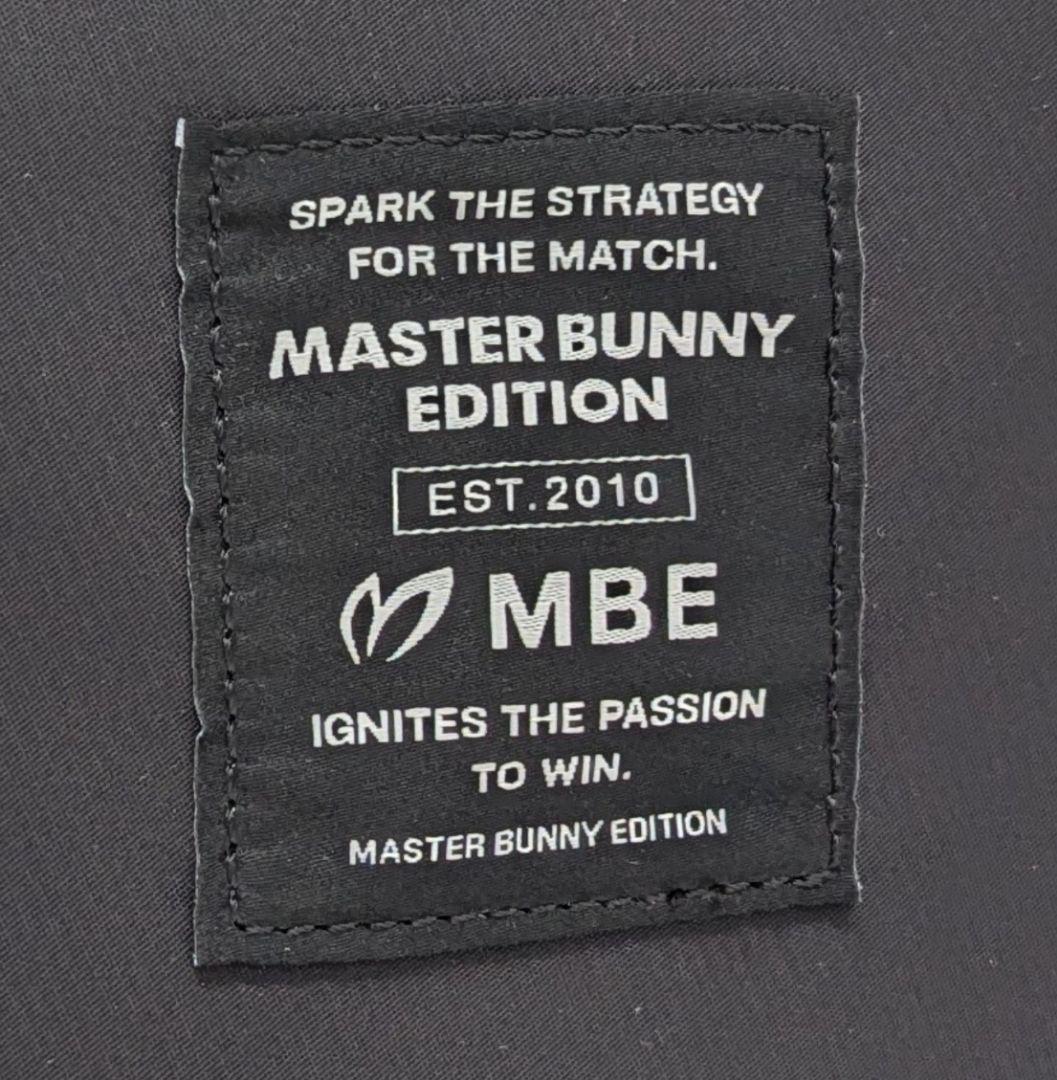 SPARK THE STRATEGY
FOR THE MATCH.
MASTER BUNNY
EDITION
EST.2010
MBE
IGNITES THE PASSION
TO WIN.
MASTER BUNNY EDITION